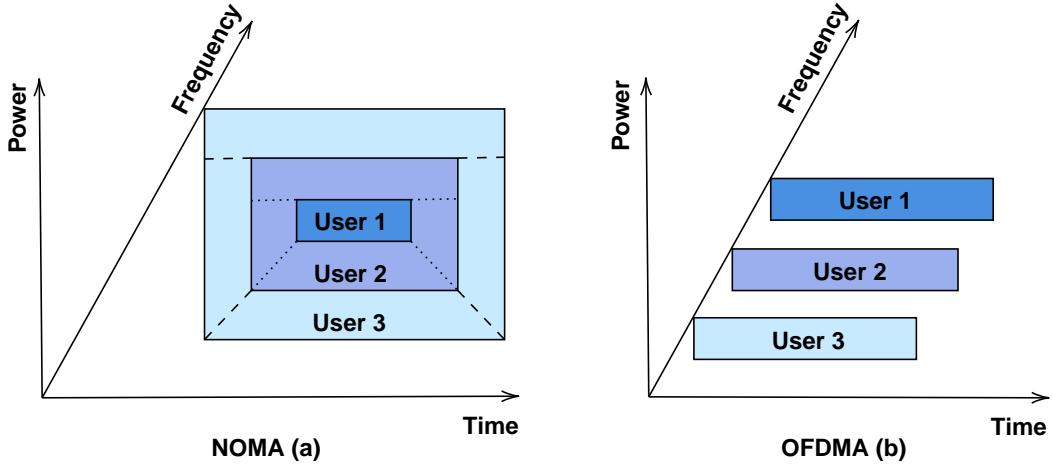 Power
Frequency
User 1
User 2
User 3
Time
NOMA (a)
Power
Frequency
User 1
User 2
User 3
Time
OFDMA (b)